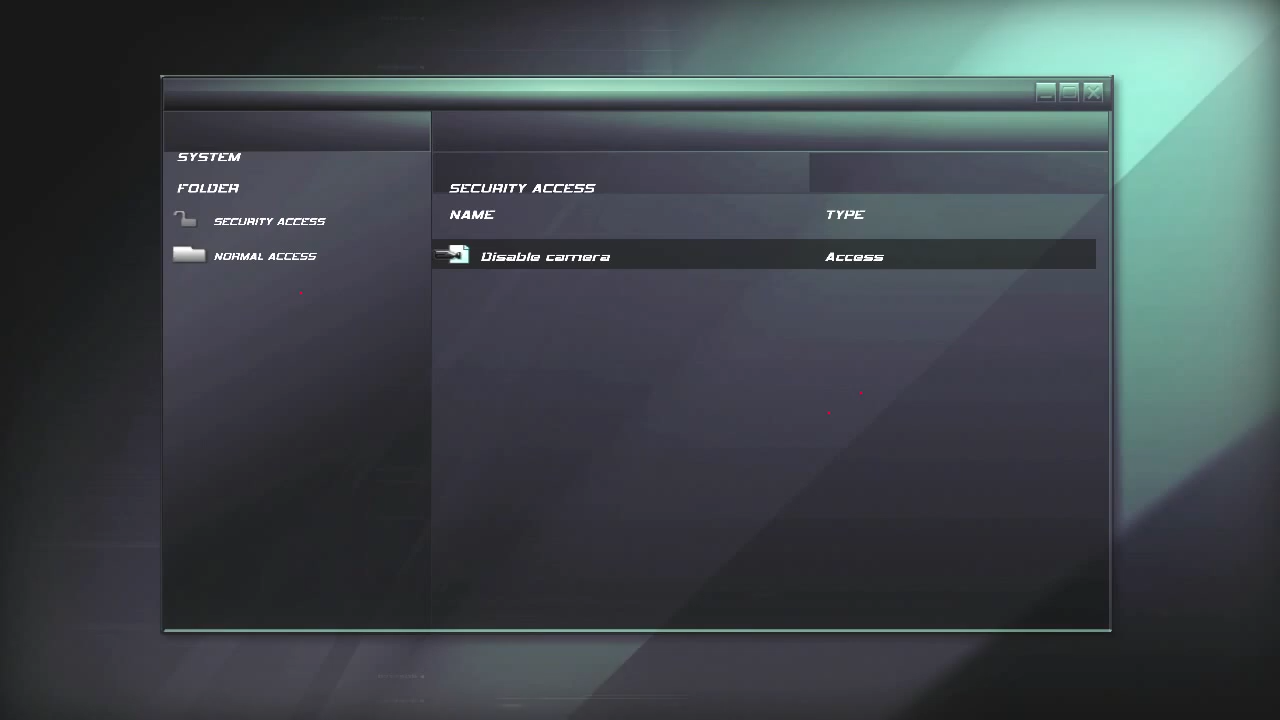 SYSTEM
FOLDER
SECURITY ACCESS
NORMAL ACCESS
SECURITY ACCESS
NAME TYPE
Disable camera Access